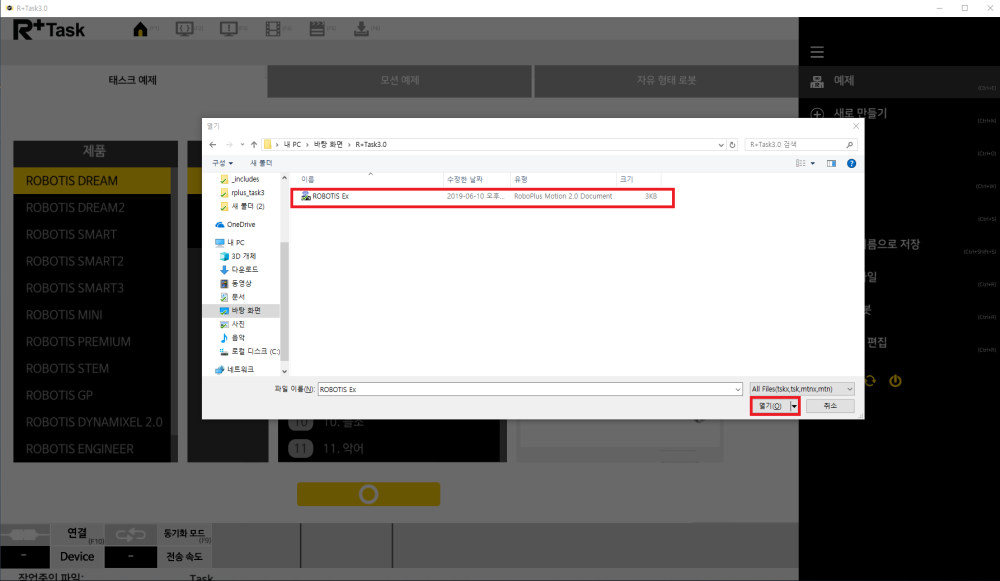 R+Task3.0
R+Task
태스크 예제
모션 예제
자유 형태 로봇
예제
(Ctrl+N)
새로 만들기
제품
ROBOTIS DREAM
ROBOTIS DREAM2
ROBOTIS SMART
ROBOTIS SMART2
ROBOTIS SMART3
ROBOTIS MINI
ROBOTIS PREMIUM
ROBOTIS STEM
ROBOTIS GP
ROBOTIS DYNAMIXEL 2.0
ROBOTIS ENGINEER
열기
내 PC > 바탕 화면 > R+Task3.0
R+Task3.0 검색
구성
새 폴더
이름
수정한 날짜
유형
크기
_includes
rplus_task3
새 폴더 (2)
OneDrive
내 PC
3D 개체
다운로드
동영상
문서
바탕 화면
사진
음악
로컬 디스크 (C:)
네트워크
ROBOTIS Ex
2019-06-10 오후...
RoboPlus Motion 2.0 Document
3KB
파일 이름(N):
ROBOTIS Ex
All Files(tskx,tsk,mtnx,mtn)
열기(O)
취소
이름으로 저장
(Ctrl+Shift+S)
편집
10
10. 물소
11
11. 악어
연결
(F10)
동기화 모드
(F9)
-
Device
-
전송 속도
작업중인 파일:
Task